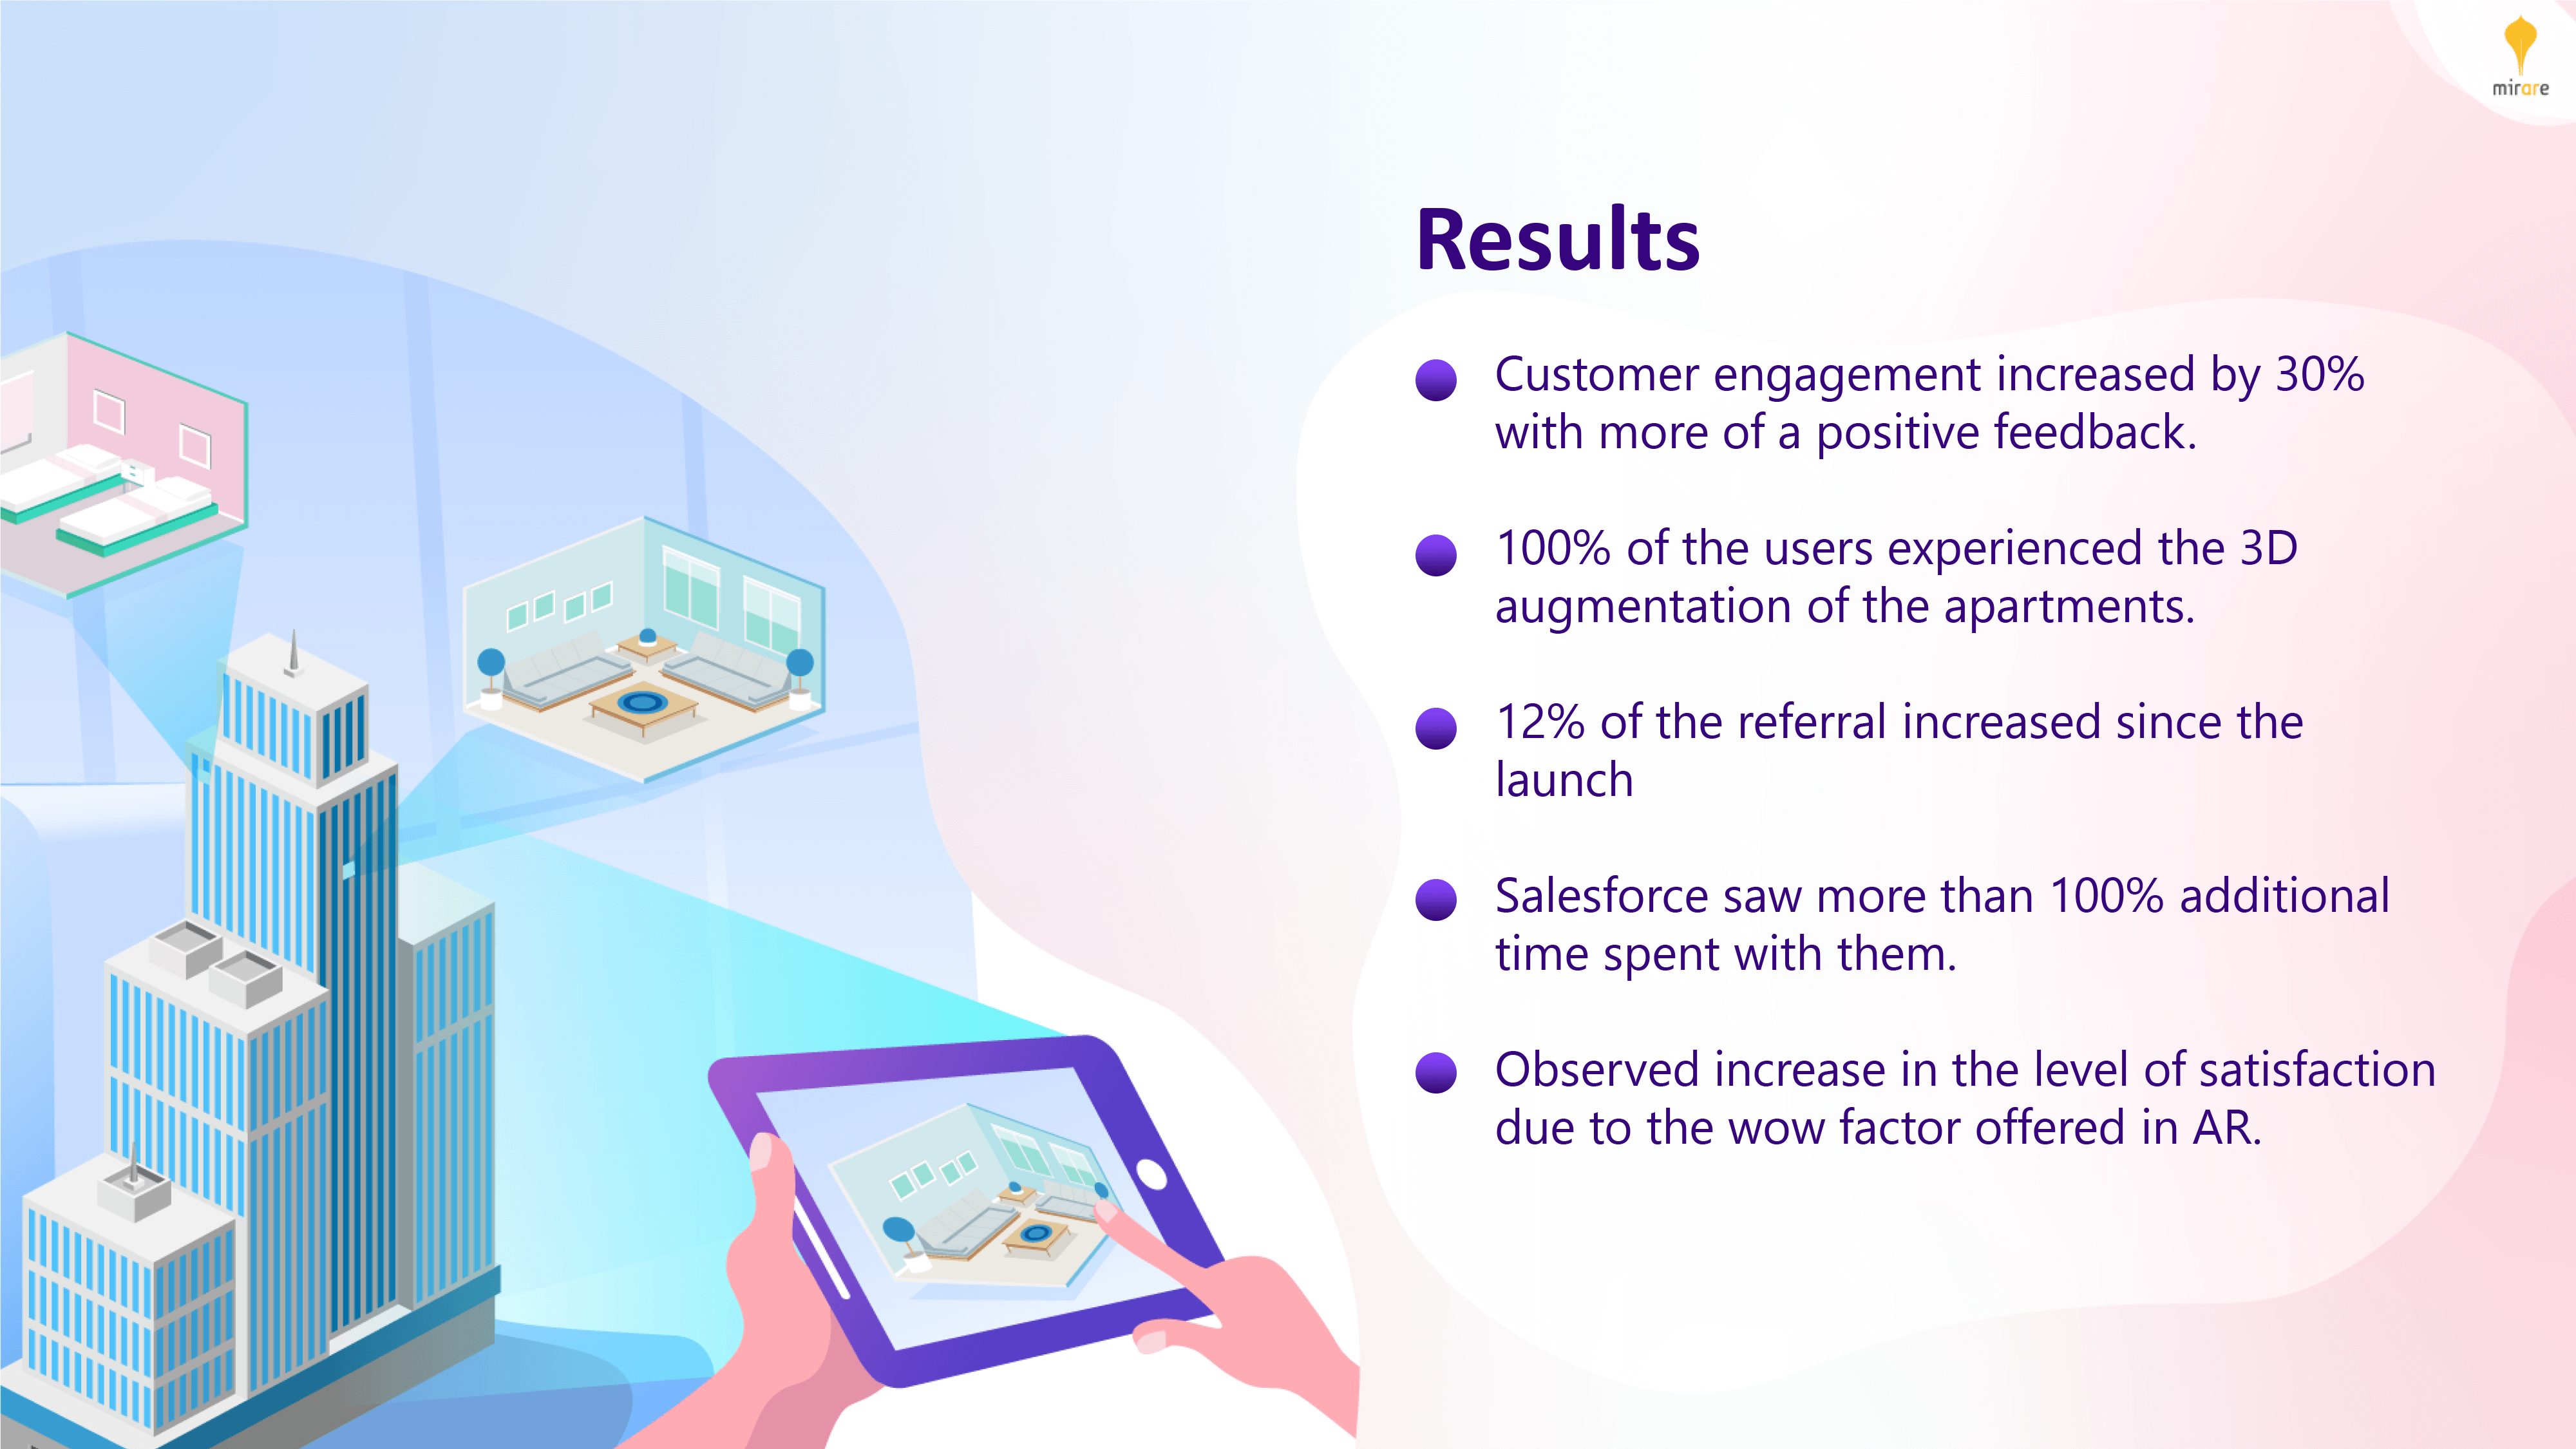 mirare
Results
Customer engagement increased by 30%
with more of a positive feedback.
100% of the users experienced the 3D
augmentation of the apartments.
12% of the referral increased since the
launch
Salesforce saw more than 100% additional
time spent with them.
Observed increase in the level of satisfaction
due to the wow factor offered in AR.